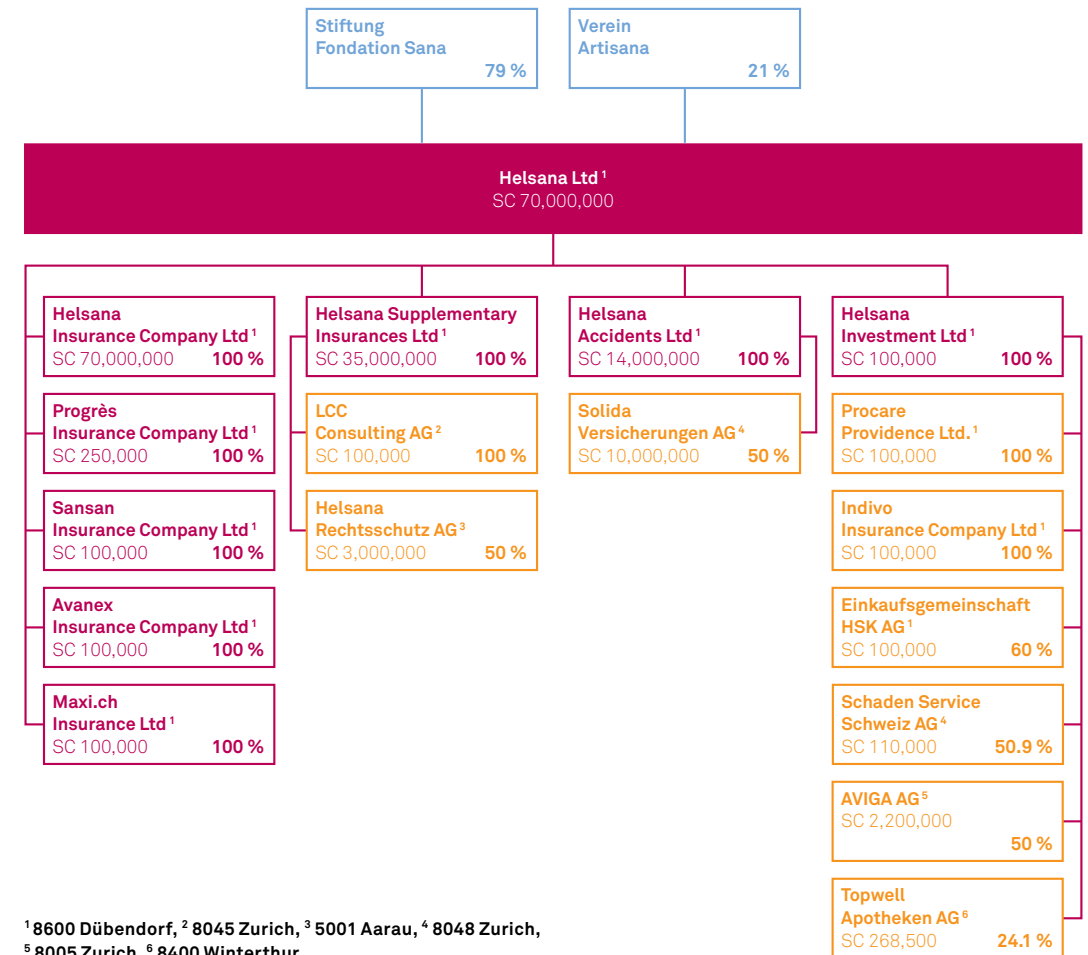 Stiftung
Fondation Sana
79 %
Verein
Artisana
21 %
Helsana Ltd ¹
SC 70,000,000
Helsana
Insurance Company Ltd ¹
SC 70,000,000 100 %
Progrès
Insurance Company Ltd ¹
SC 250,000 100 %
Sansan
Insurance Company Ltd ¹
SC 100,000 100 %
Avanex
Insurance Company Ltd ¹
SC 100,000 100 %
Maxi.ch
Insurance Ltd ¹
SC 100,000 100 %
Helsana Supplementary
Insurances Ltd ¹
SC 35,000,000 100 %
LCC
Consulting AG ²
SC 100,000 100 %
Helsana
Rechtsschutz AG ³
SC 3,000,000 50 %
Helsana
Accidents Ltd ¹
SC 14,000,000 100 %
Solida
Versicherungen AG ⁴
SC 10,000,000 50 %
Helsana
Investment Ltd ¹
SC 100,000 100 %
Procare
Providence Ltd. ¹
SC 100,000 100 %
Indivo
Insurance Company Ltd ¹
SC 100,000 100 %
Einkaufsgemeinschaft
HSK AG ¹
SC 100,000 60 %
Schaden Service
Schweiz AG ⁴
SC 110,000 50.9 %
AVIGA AG ⁵
SC 2,200,000
50 %
Topwell
Apotheken AG ⁶
SC 268,500 24.1 %
¹ 8600 Dübendorf, ² 8045 Zurich, ³ 5001 Aarau, ⁴ 8048 Zurich,
⁵ 8005 Zurich, ⁶ 8400 Winterthur